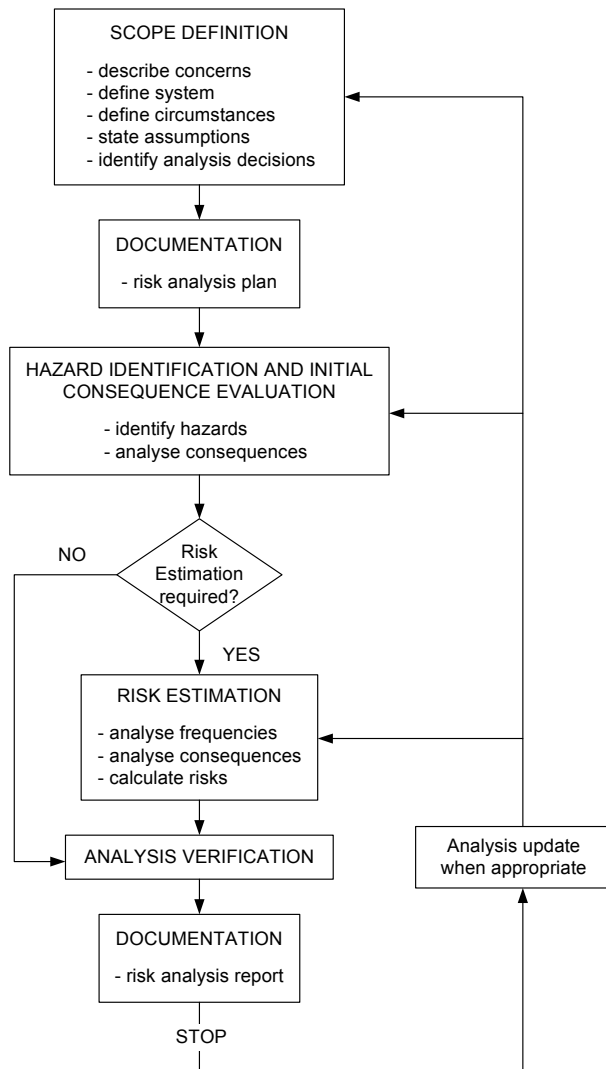 SCOPE DEFINITION
- describe concerns
- define system
- define circumstances
- state assumptions
- identify analysis decisions
DOCUMENTATION
- risk analysis plan
HAZARD IDENTIFICATION AND INITIAL
CONSEQUENCE EVALUATION
- identify hazards
- analyse consequences
NO
Risk
Estimation
required?
YES
RISK ESTIMATION
- analyse frequencies
- analyse consequences
- calculate risks
ANALYSIS VERIFICATION
Analysis update
when appropriate
DOCUMENTATION
- risk analysis report
STOP